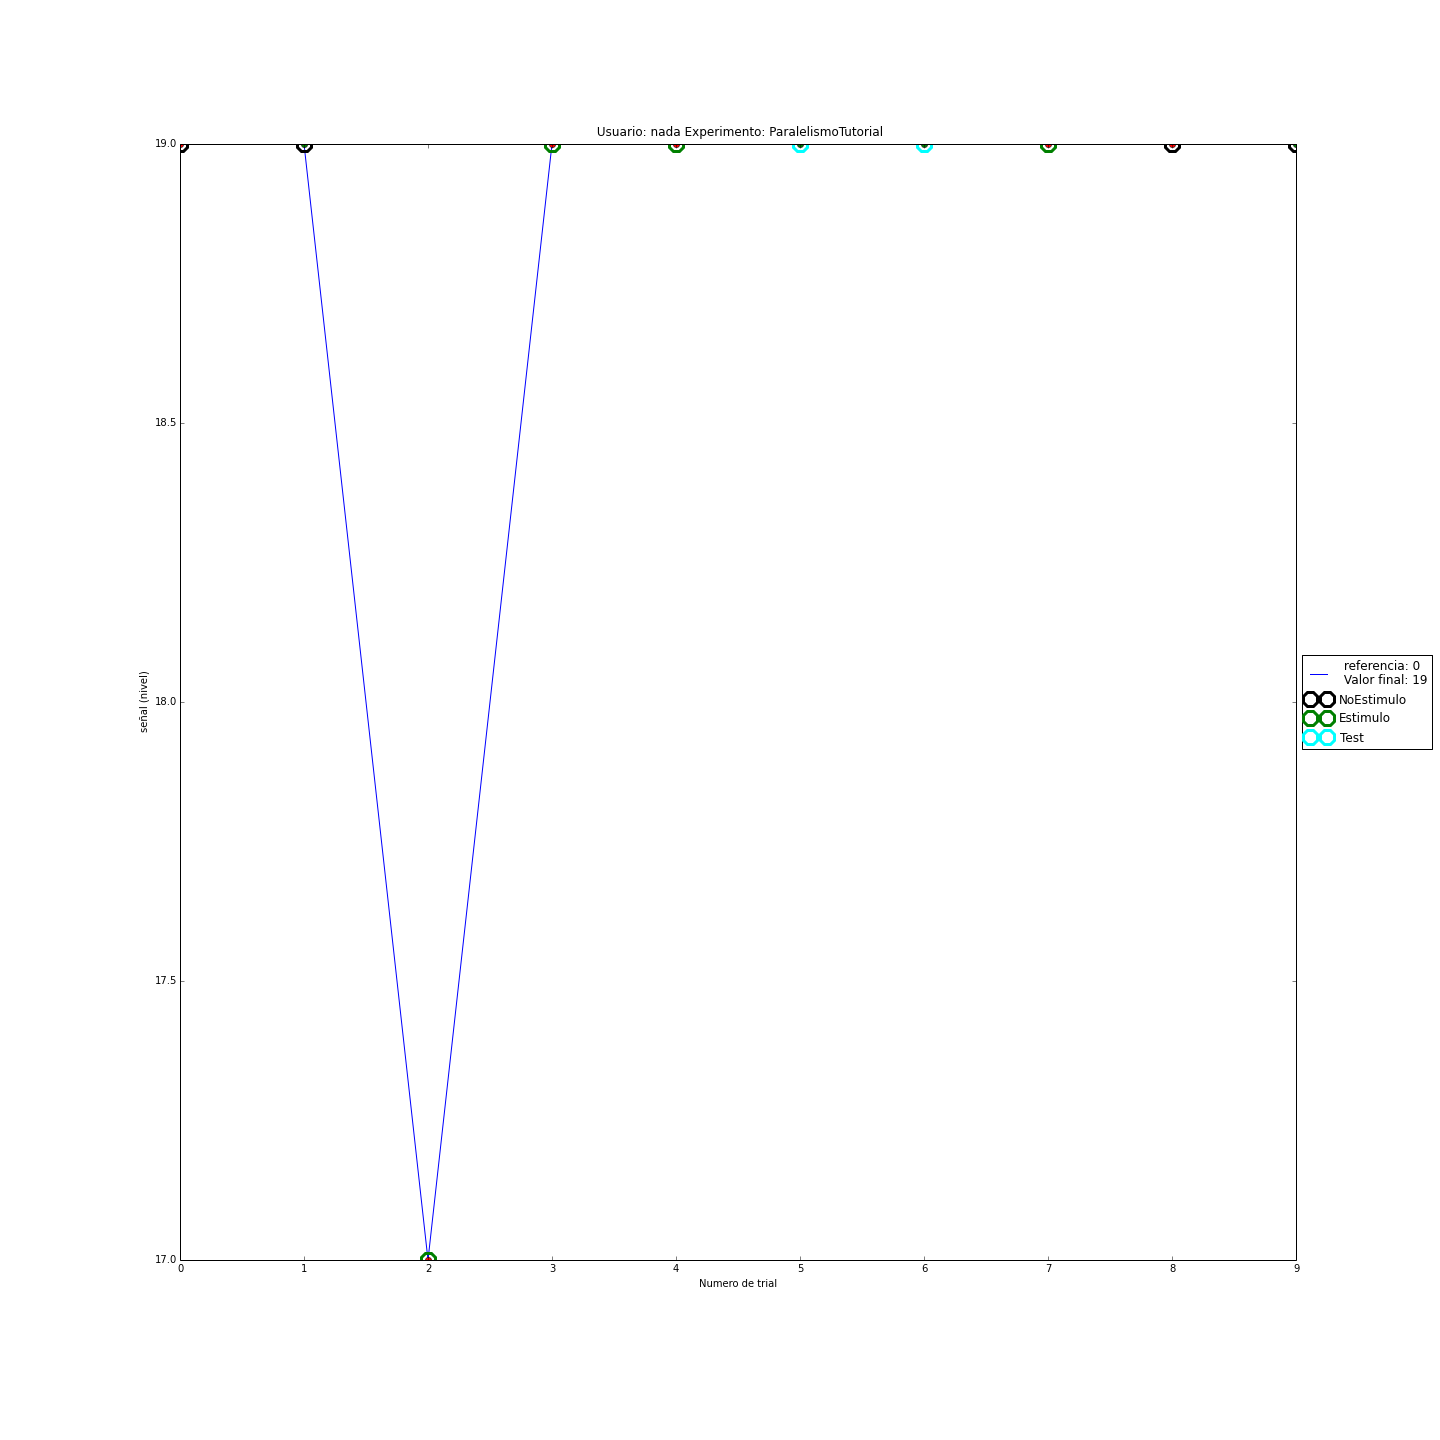 Usuario: nada Experimento: ParalelismoTutorial
19.0
18.5
18.0
17.5
17.0
señal (nivel)
0 1 2 3 4 5 6 7 8 9
Numero de trial
referencia: 0
Valor final: 19
NoEstimulo
Estimulo
Test